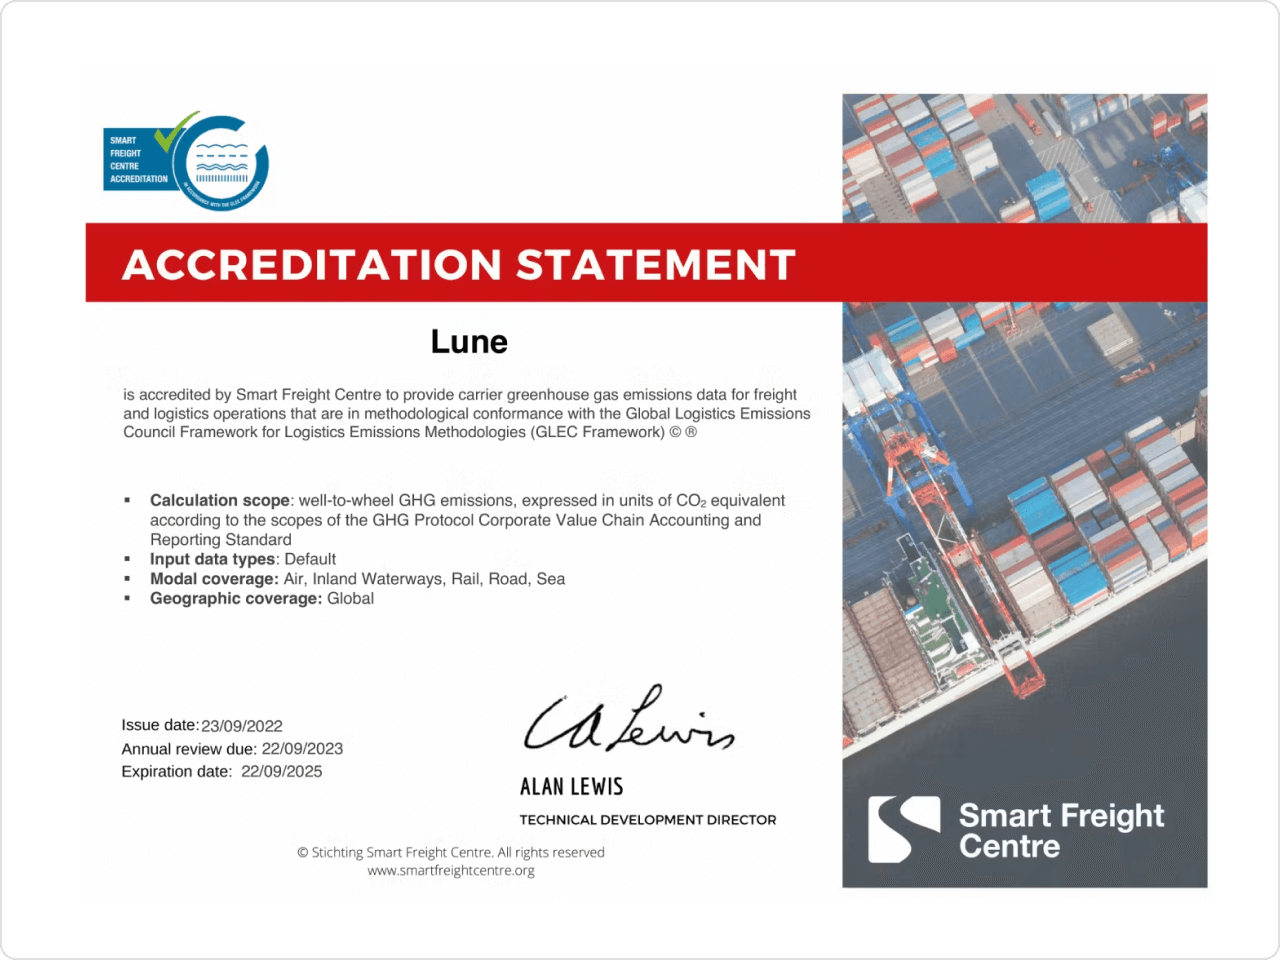 SMART
FREIGHT
CENTRE
ACCREDITATION
IN ACCORDANCE WITH THE GLEC FRAMEWORK
ACCREDITATION STATEMENT
Lune
is accredited by Smart Freight Centre to provide carrier greenhouse gas emissions data for freight
and logistics operations that are in methodological conformance with the Global Logistics Emissions
Council Framework for Logistics Emissions Methodologies (GLEC Framework) © ®
▪ Calculation scope: well-to-wheel GHG emissions, expressed in units of CO₂ equivalent
according to the scopes of the GHG Protocol Corporate Value Chain Accounting and
Reporting Standard
▪ Input data types: Default
▪ Modal coverage: Air, Inland Waterways, Rail, Road, Sea
▪ Geographic coverage: Global
Issue date: 23/09/2022
Annual review due: 22/09/2023
Expiration date: 22/09/2025
CA Lewis
ALAN LEWIS
TECHNICAL DEVELOPMENT DIRECTOR
© Stichting Smart Freight Centre. All rights reserved
www.smartfreightcentre.org
Smart Freight
Centre